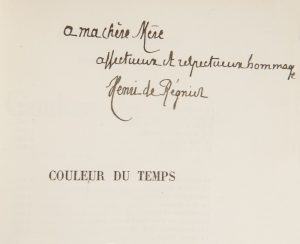 a ma chère Mère
affectueux et respectueux hommage
Henri de Régnier
COULEUR DU TEMPS